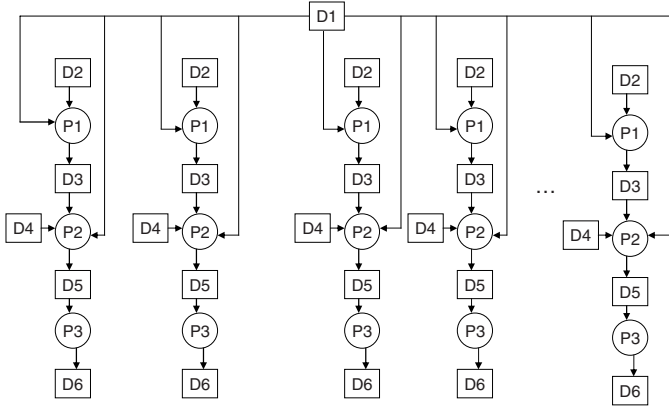 D1
D2 D2 D2 D2 D2
P1 P1 P1 P1 P1
D3 D3 D3 D3 D3
...
D4 P2 D4 P2 D4 P2 D4 P2 D4 P2
D5 D5 D5 D5 D5
P3 P3 P3 P3 P3
D6 D6 D6 D6 D6